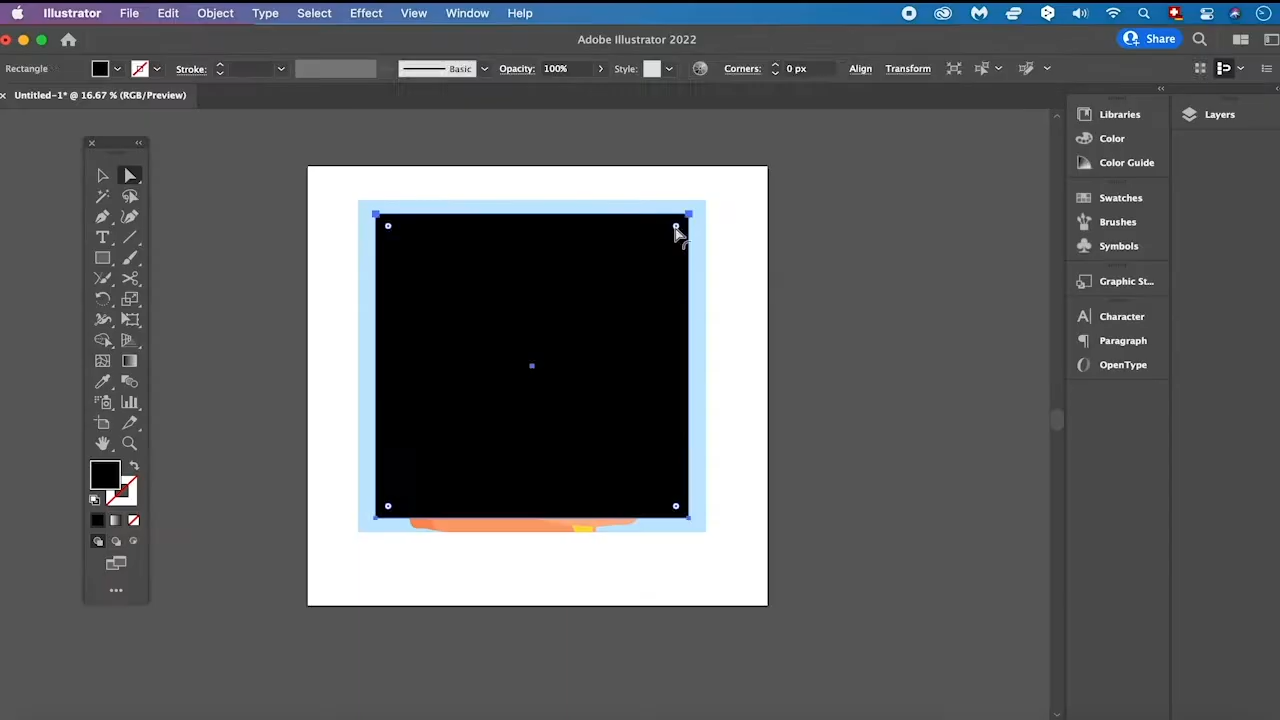 Illustrator File Edit Object Type Select Effect View Window Help
Adobe Illustrator 2022
Share
Rectangle Stroke: Basic Opacity: 100% Style: Corners: 0 px Align Transform
Untitled-1* @ 16.67 % (RGB/Preview)
Libraries
Layers
Color
Color Guide
Swatches
Brushes
Symbols
Graphic St...
Character
Paragraph
OpenType